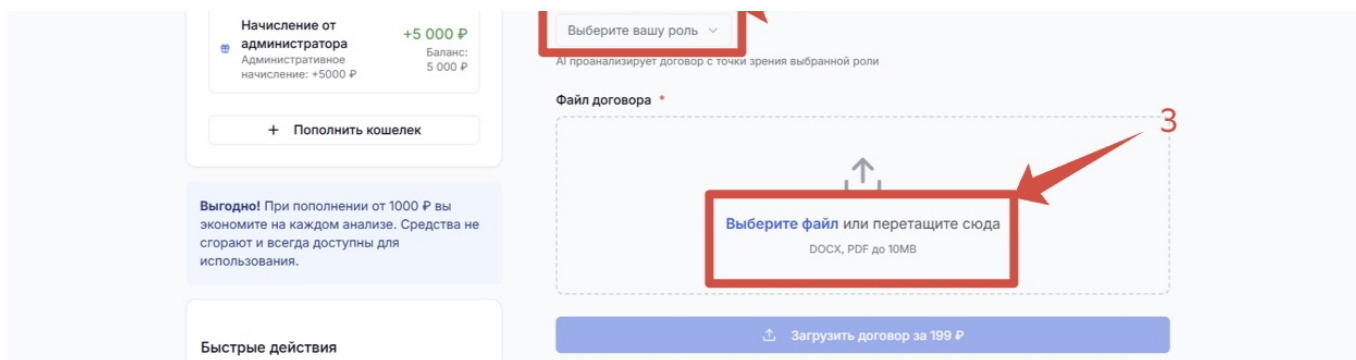 Начисление от
администратора
+5 000 ₽
Административное
начисление: +5000 ₽
Баланс:
5 000 ₽
+ Пополнить кошелек
Выгодно! При пополнении от 1000 ₽ вы
экономите на каждом анализе. Средства не
сгорают и всегда доступны для
использования.
Быстрые действия
Выберите вашу роль
AI проанализирует договор с точки зрения выбранной роли
Файл договора *
3
Выберите файл или перетащите сюда
DOCX, PDF до 10MB
Загрузить договор за 199 ₽